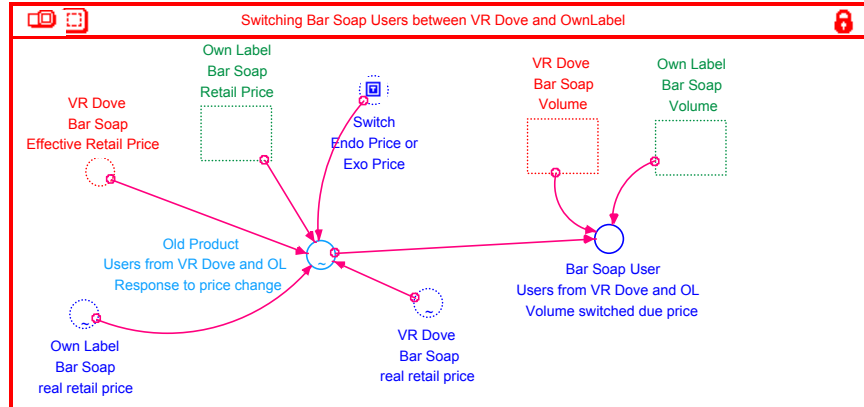 Switching Bar Soap Users between VR Dove and OwnLabel
Own Label
Bar Soap
Retail Price
VR Dove
Bar Soap
Effective Retail Price
Switch
Endo Price or
Exo Price
VR Dove
Bar Soap
Volume
Own Label
Bar Soap
Volume
Old Product
Users from VR Dove and OL
Response to price change
~
Bar Soap User
Users from VR Dove and OL
Volume switched due price
~
Own Label
Bar Soap
real retail price
~
VR Dove
Bar Soap
real retail price